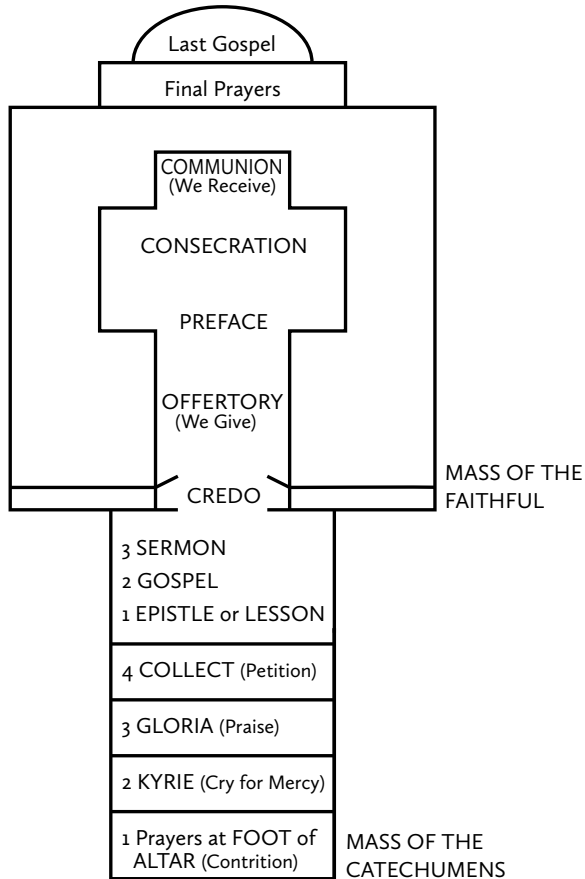 Last Gospel
Final Prayers
COMMUNION
(We Receive)
CONSECRATION
PREFACE
OFFERTORY
(We Give)
CREDO
MASS OF THE
FAITHFUL
3 SERMON
2 GOSPEL
1 EPISTLE or LESSON
4 COLLECT (Petition)
3 GLORIA (Praise)
2 KYRIE (Cry for Mercy)
1 Prayers at FOOT of
ALTAR (Contrition)
MASS OF THE
CATECHUMENS